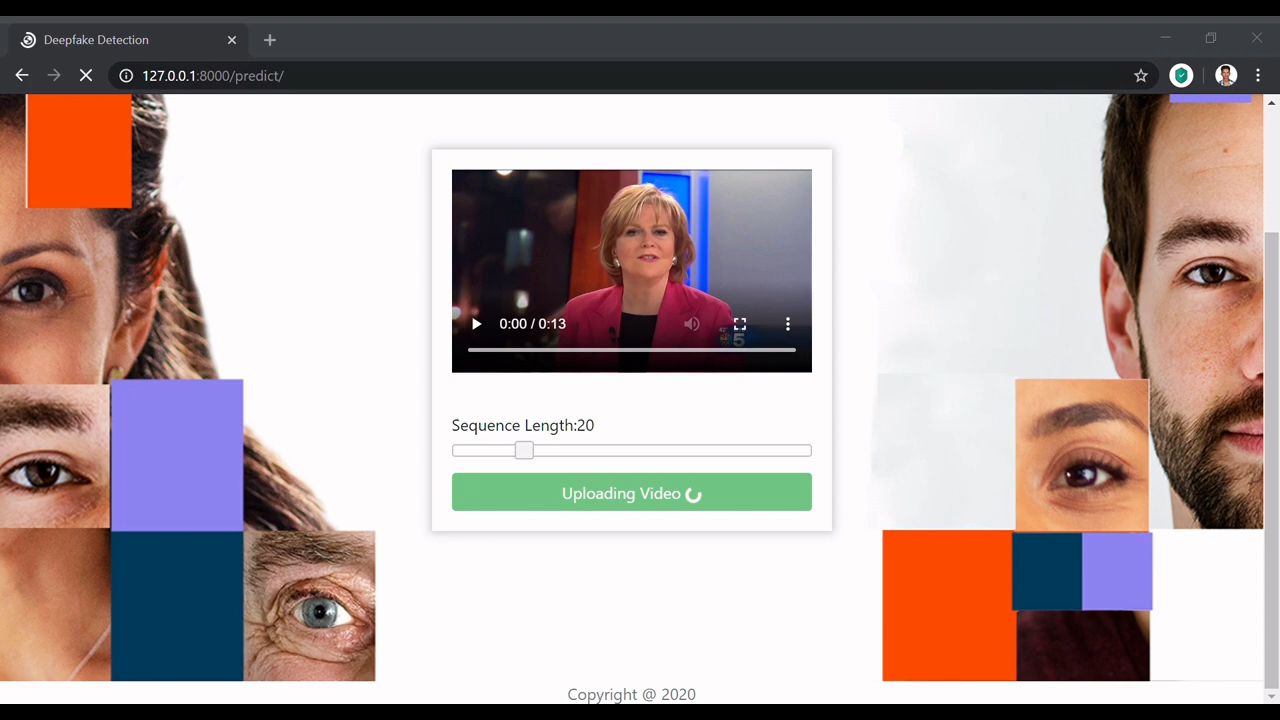 Deepfake Detection
127.0.0.1:8000/predict/
0:00 / 0:13
5
Sequence Length:20
Uploading Video
Copyright @ 2020